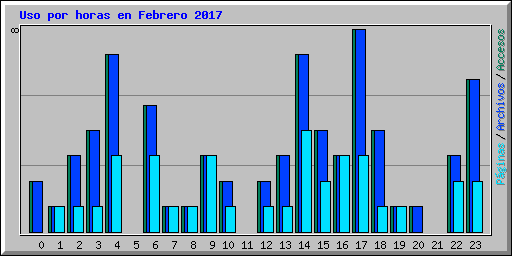 Uso por horas en Febrero 2017
8
Páginas / Archivos / Accesos
0 1 2 3 4 5 6 7 8 9 10 11 12 13 14 15 16 17 18 19 20 21 22 23